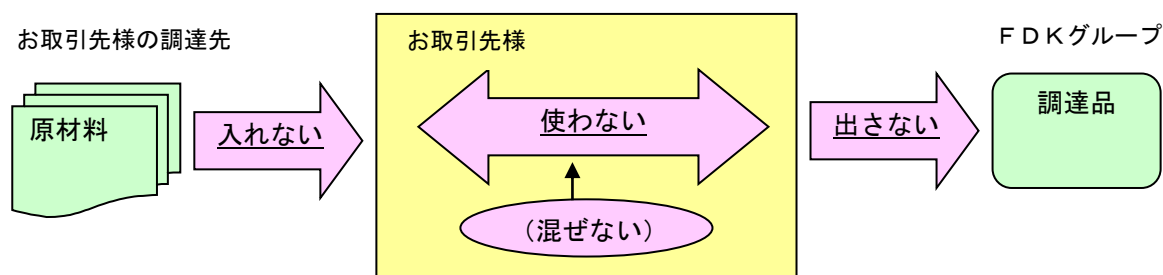 お取引先様の調達先
お取引先様
ＦＤＫグループ
原材料
入れない
使わない
出さない
調達品
（混ぜない）